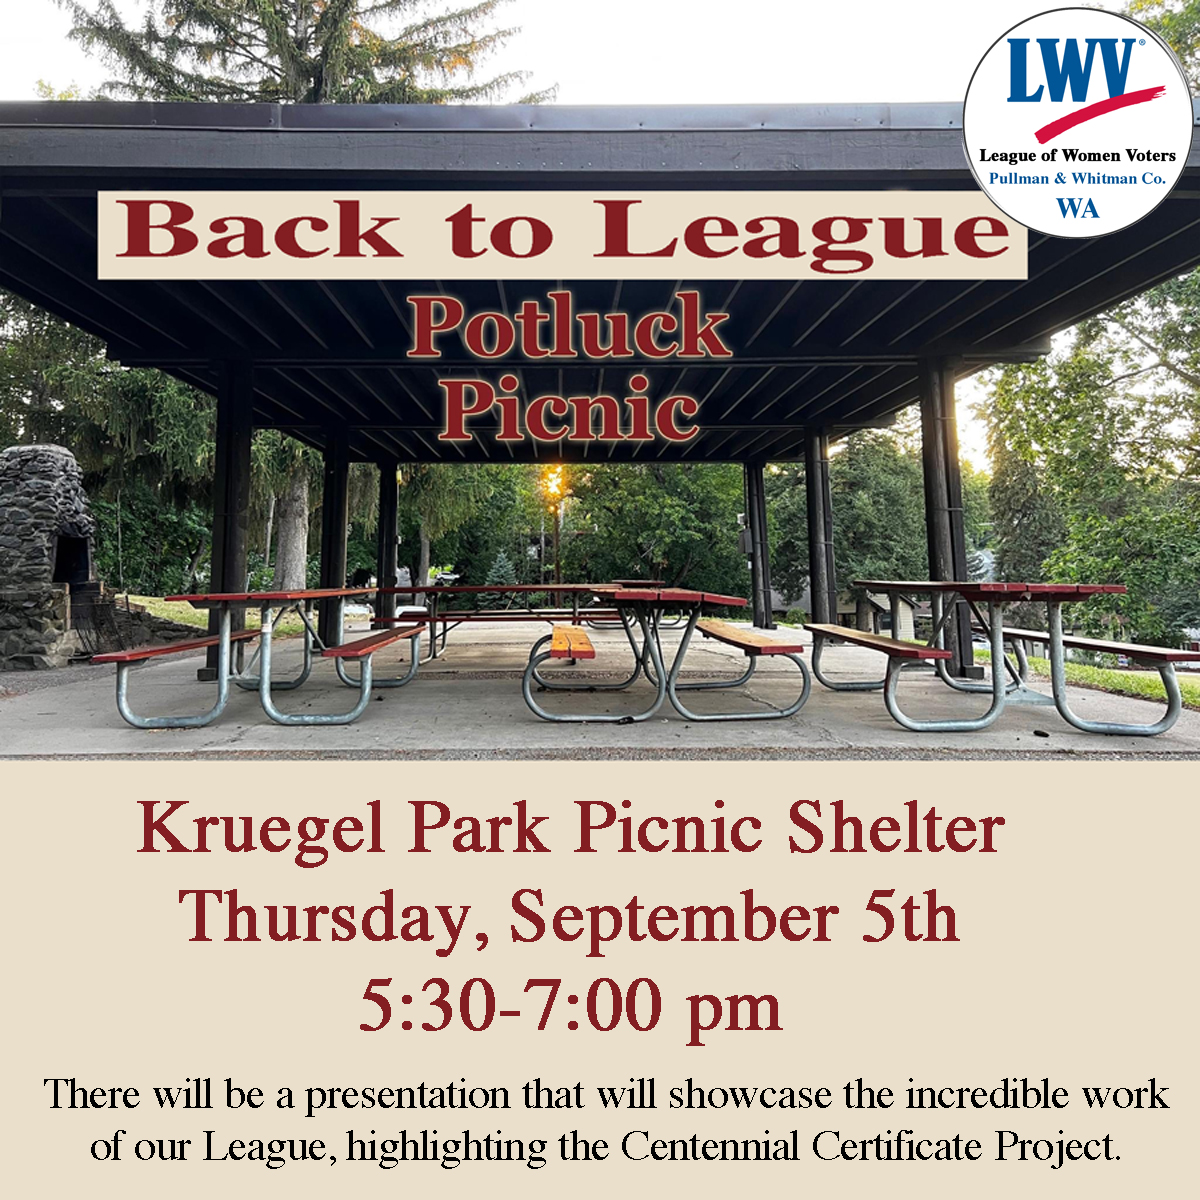 LWV®
League of Women Voters
Pullman & Whitman Co.
WA
Back to League
Potluck
Picnic
Kruegel Park Picnic Shelter
Thursday, September 5th
5:30-7:00 pm
There will be a presentation that will showcase the incredible work
of our League, highlighting the Centennial Certificate Project.